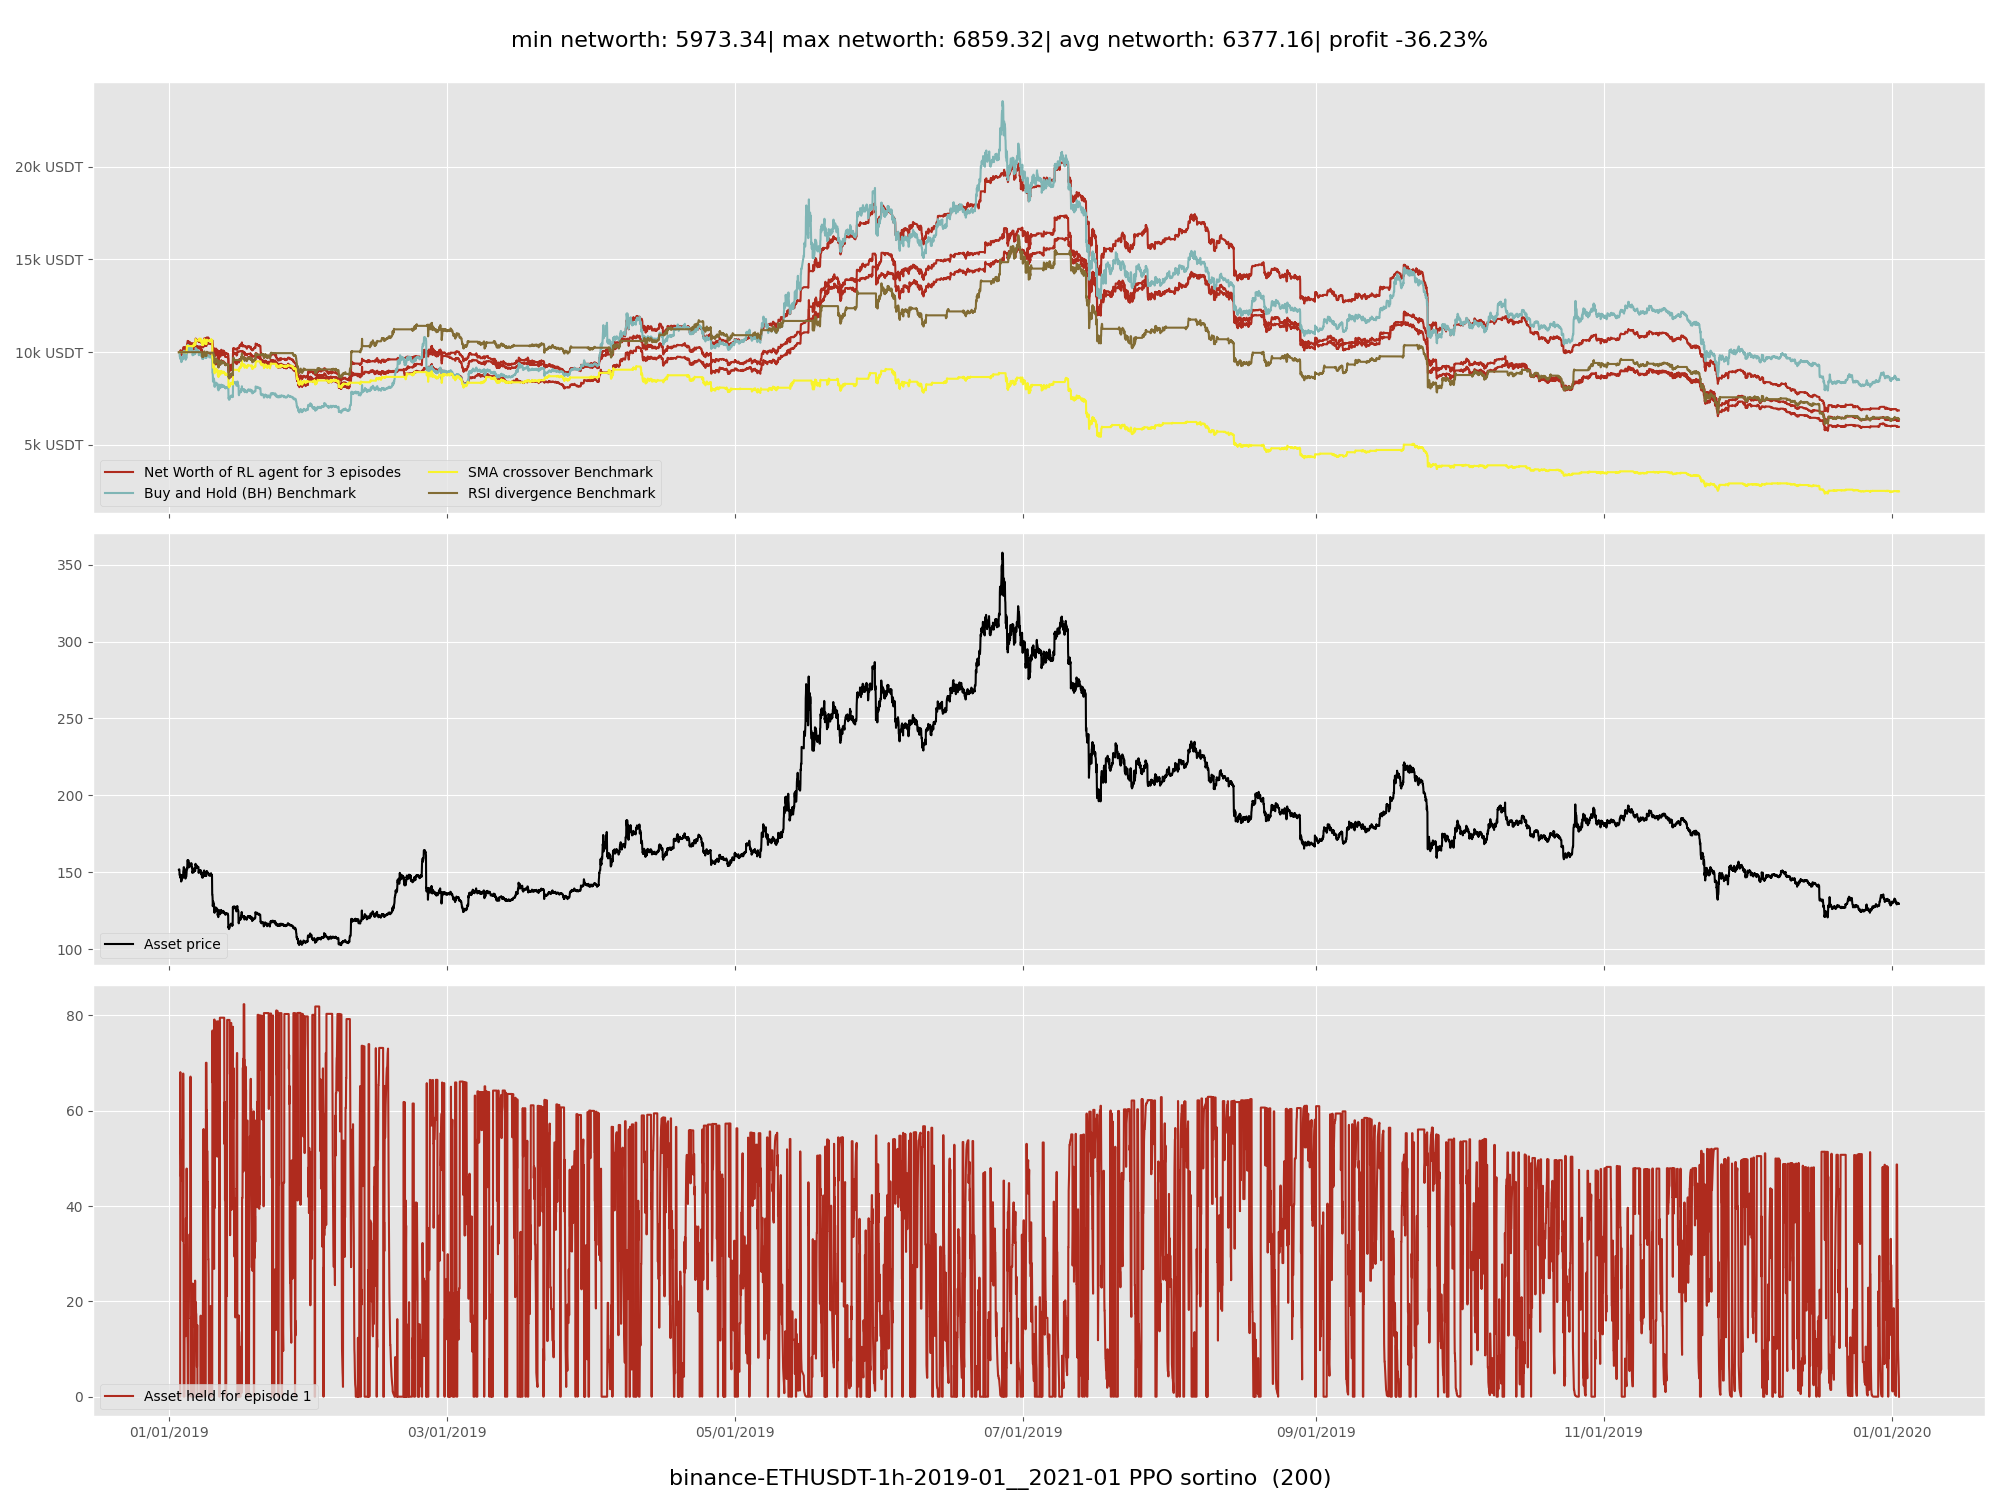 min networth: 5973.34| max networth: 6859.32| avg networth: 6377.16| profit -36.23%
20k USDT
15k USDT
10k USDT
5k USDT
Net Worth of RL agent for 3 episodes
Buy and Hold (BH) Benchmark
SMA crossover Benchmark
RSI divergence Benchmark
350
300
250
200
150
100
Asset price
80
60
40
20
0
Asset held for episode 1
01/01/2019
03/01/2019
05/01/2019
07/01/2019
09/01/2019
11/01/2019
01/01/2020
binance-ETHUSDT-1h-2019-01__2021-01 PPO sortino  (200)